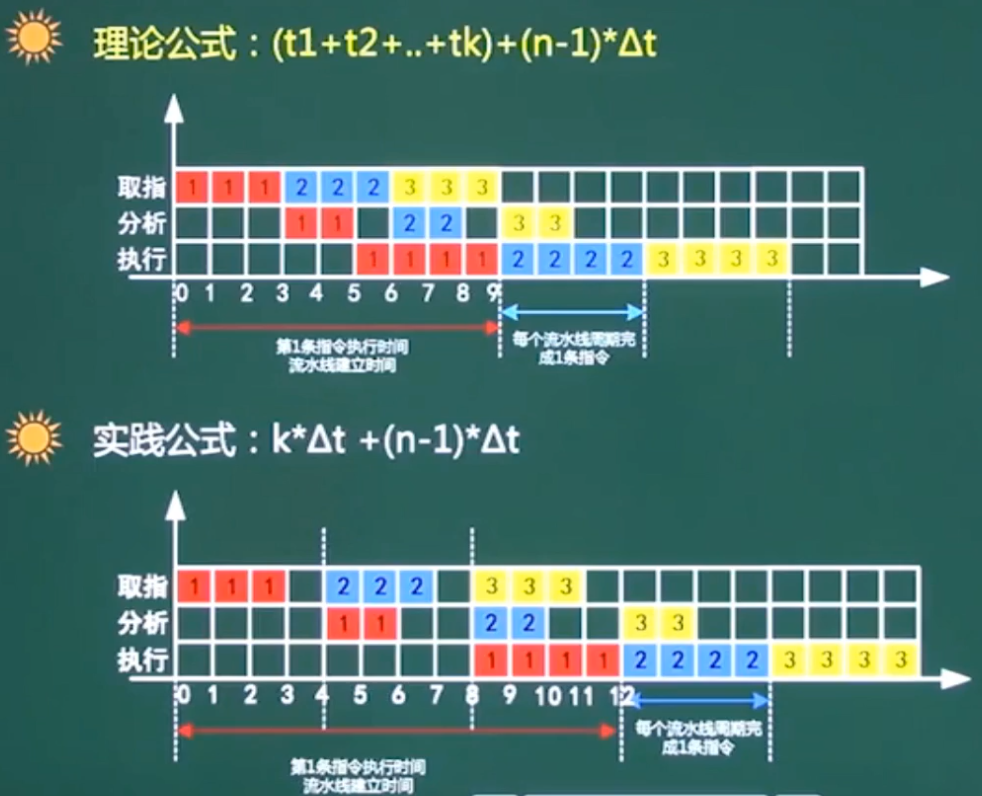 理论公式：(t1+t2+..+tk)+(n-1)*Δt
取指 1 1 1 2 2 2 3 3 3
分析 1 1 2 2 3 3
执行 1 1 1 1 2 2 2 2 3 3 3 3
0 1 2 3 4 5 6 7 8 9
第1条指令执行时间
流水线建立时间
每个流水线周期完
成1条指令
实践公式：k*Δt +(n-1)*Δt
取指 1 1 1 2 2 2 3 3 3
分析 1 1 2 2 3 3
执行 1 1 1 1 2 2 2 2 3 3 3 3
0 1 2 3 4 5 6 7 8 9 10 11 12
第1条指令执行时间
流水线建立时间
每个流水线周期完
成1条指令